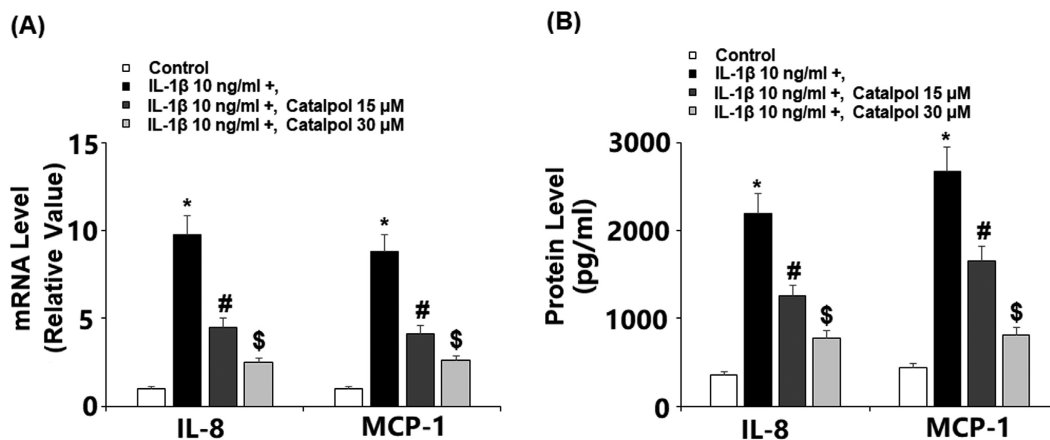 (A)
Control
IL-1β 10 ng/ml +,
IL-1β 10 ng/ml +, Catalpol 15 μM
IL-1β 10 ng/ml +, Catalpol 30 μM
mRNA Level
(Relative Value)
15
10
5
0
*
#
$
*
#
$
IL-8
MCP-1
(B)
Control
IL-1β 10 ng/ml +,
IL-1β 10 ng/ml +, Catalpol 15 μM
IL-1β 10 ng/ml +, Catalpol 30 μM
Protein Level
(pg/ml)
3000
2000
1000
0
*
#
$
*
#
$
IL-8
MCP-1